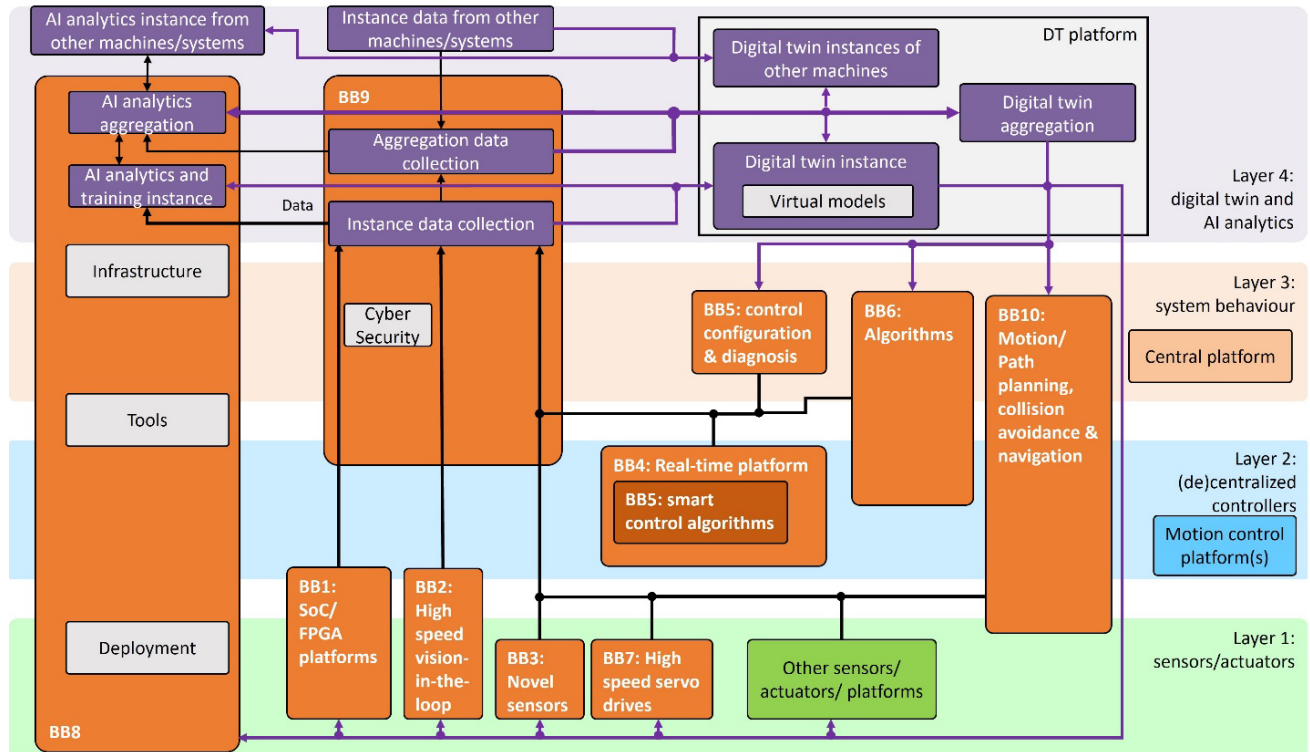 AI analytics instance from
other machines/systems
Instance data from other
machines/systems
DT platform
Digital twin instances of
other machines
BB9
AI analytics
aggregation
Digital twin
aggregation
Aggregation data
collection
Digital twin instance
Virtual models
AI analytics and
training instance
Data
Instance data collection
Layer 4:
digital twin and
AI analytics
Infrastructure
Cyber
Security
BB5: control
configuration
& diagnosis
BB6:
Algorithms
BB10:
Motion/
Path
planning,
collision
avoidance &
navigation
Layer 3:
system behaviour
Central platform
Tools
BB4: Real-time platform
BB5: smart
control algorithms
Layer 2:
(de)centralized
controllers
Motion control
platform(s)
BB1:
SoC/
FPGA
platforms
BB2:
High
speed
vision-
in-the-
loop
Deployment
BB3:
Novel
sensors
BB7: High
speed servo
drives
Other sensors/
actuators/ platforms
Layer 1:
sensors/actuators
BB8